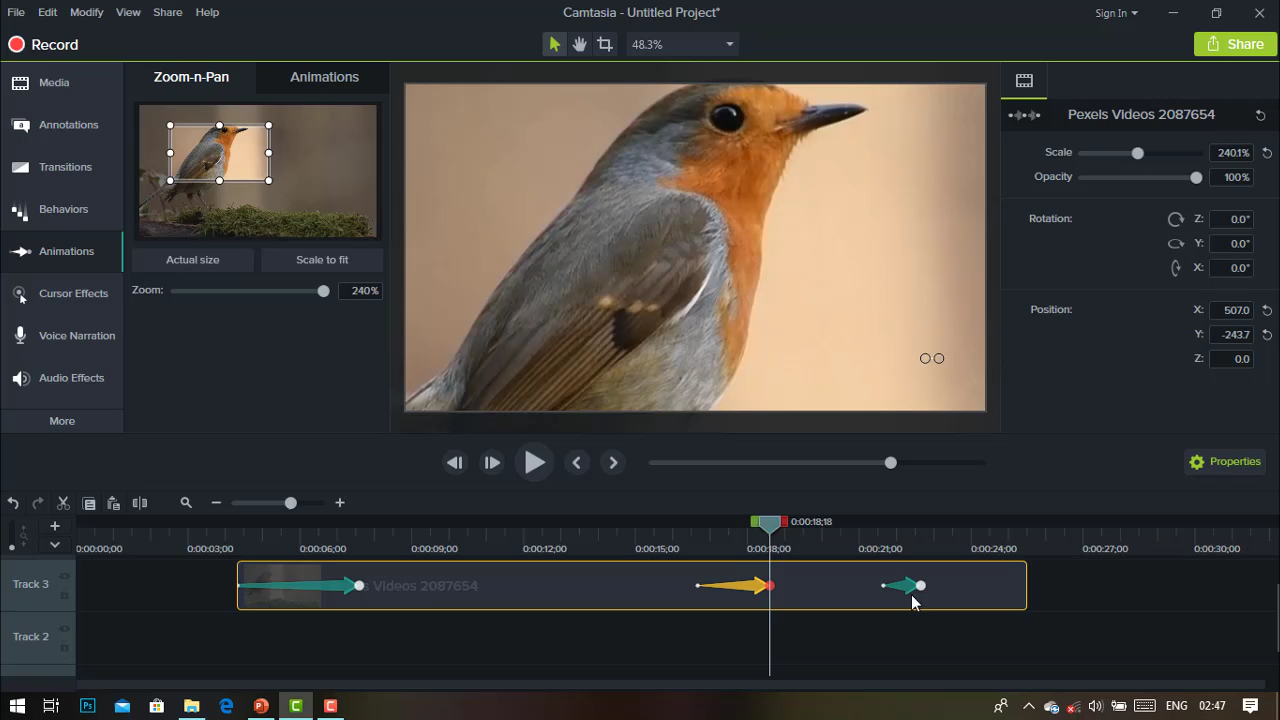 File Edit Modify View Share Help Camtasia - Untitled Project* Sign In
Record 48.3% Share
Media Zoom-n-Pan Animations
Pexels Videos 2087654
Annotations
Scale 240.1%
Transitions
Opacity 100%
Behaviors
Rotation: Z: 0.0°
Y: 0.0°
Animations
Actual size Scale to fit
X: 0.0°
Cursor Effects
Zoom: 240%
Position: X: 507.0
Voice Narration
Y: -243.7
Z: 0.0
Audio Effects
More
Properties
0:00:18;18
0:00:00;00 0:00:03;00 0:00:06;00 0:00:09;00 0:00:12;00 0:00:15;00 0:00:18;00 0:00:21;00 0:00:24;00 0:00:27;00 0:00:30;00
Track 3 s Videos 2087654
Track 2
Ps ENG 02:47